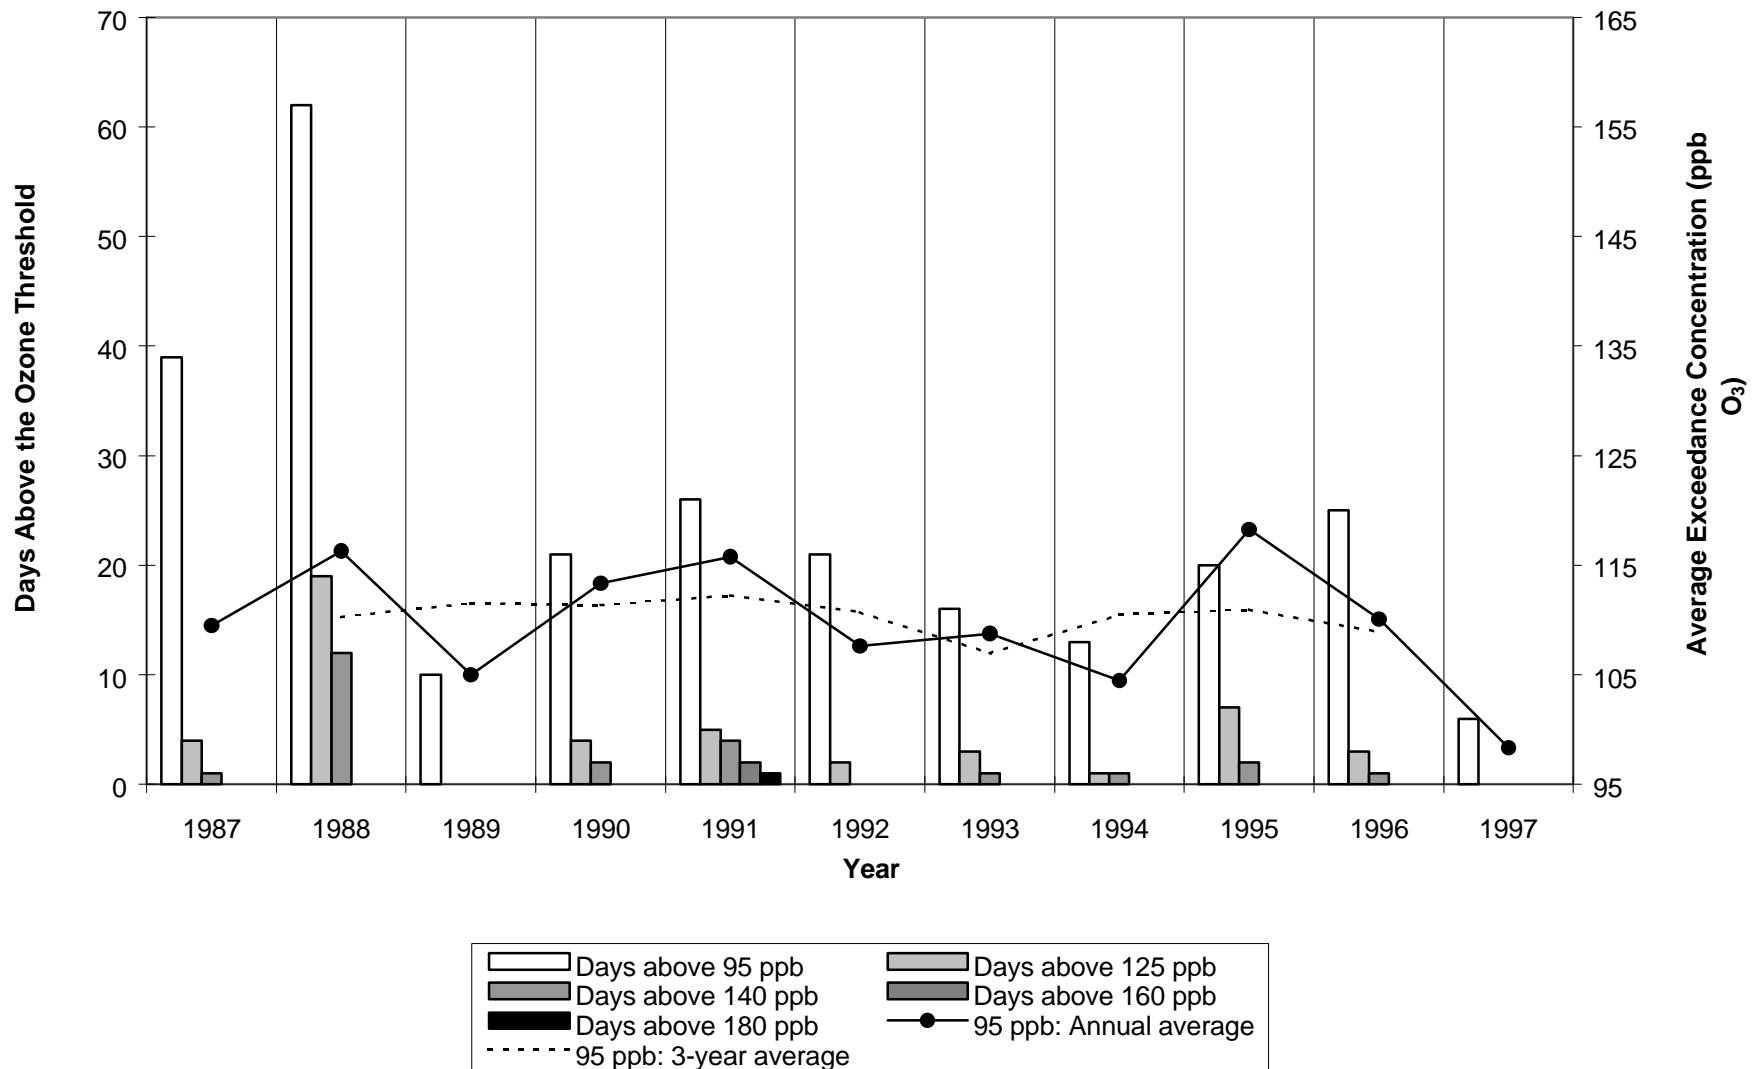 70
60
50
40
30
20
10
0
165
155
145
135
125
115
105
95
Days Above the Ozone Threshold
Average Exceedance Concentration (ppb
O₃)
1987 1988 1989 1990 1991 1992 1993 1994 1995 1996 1997
Year
Days above 95 ppb Days above 125 ppb
Days above 140 ppb Days above 160 ppb
Days above 180 ppb 95 ppb: Annual average
95 ppb: 3-year average